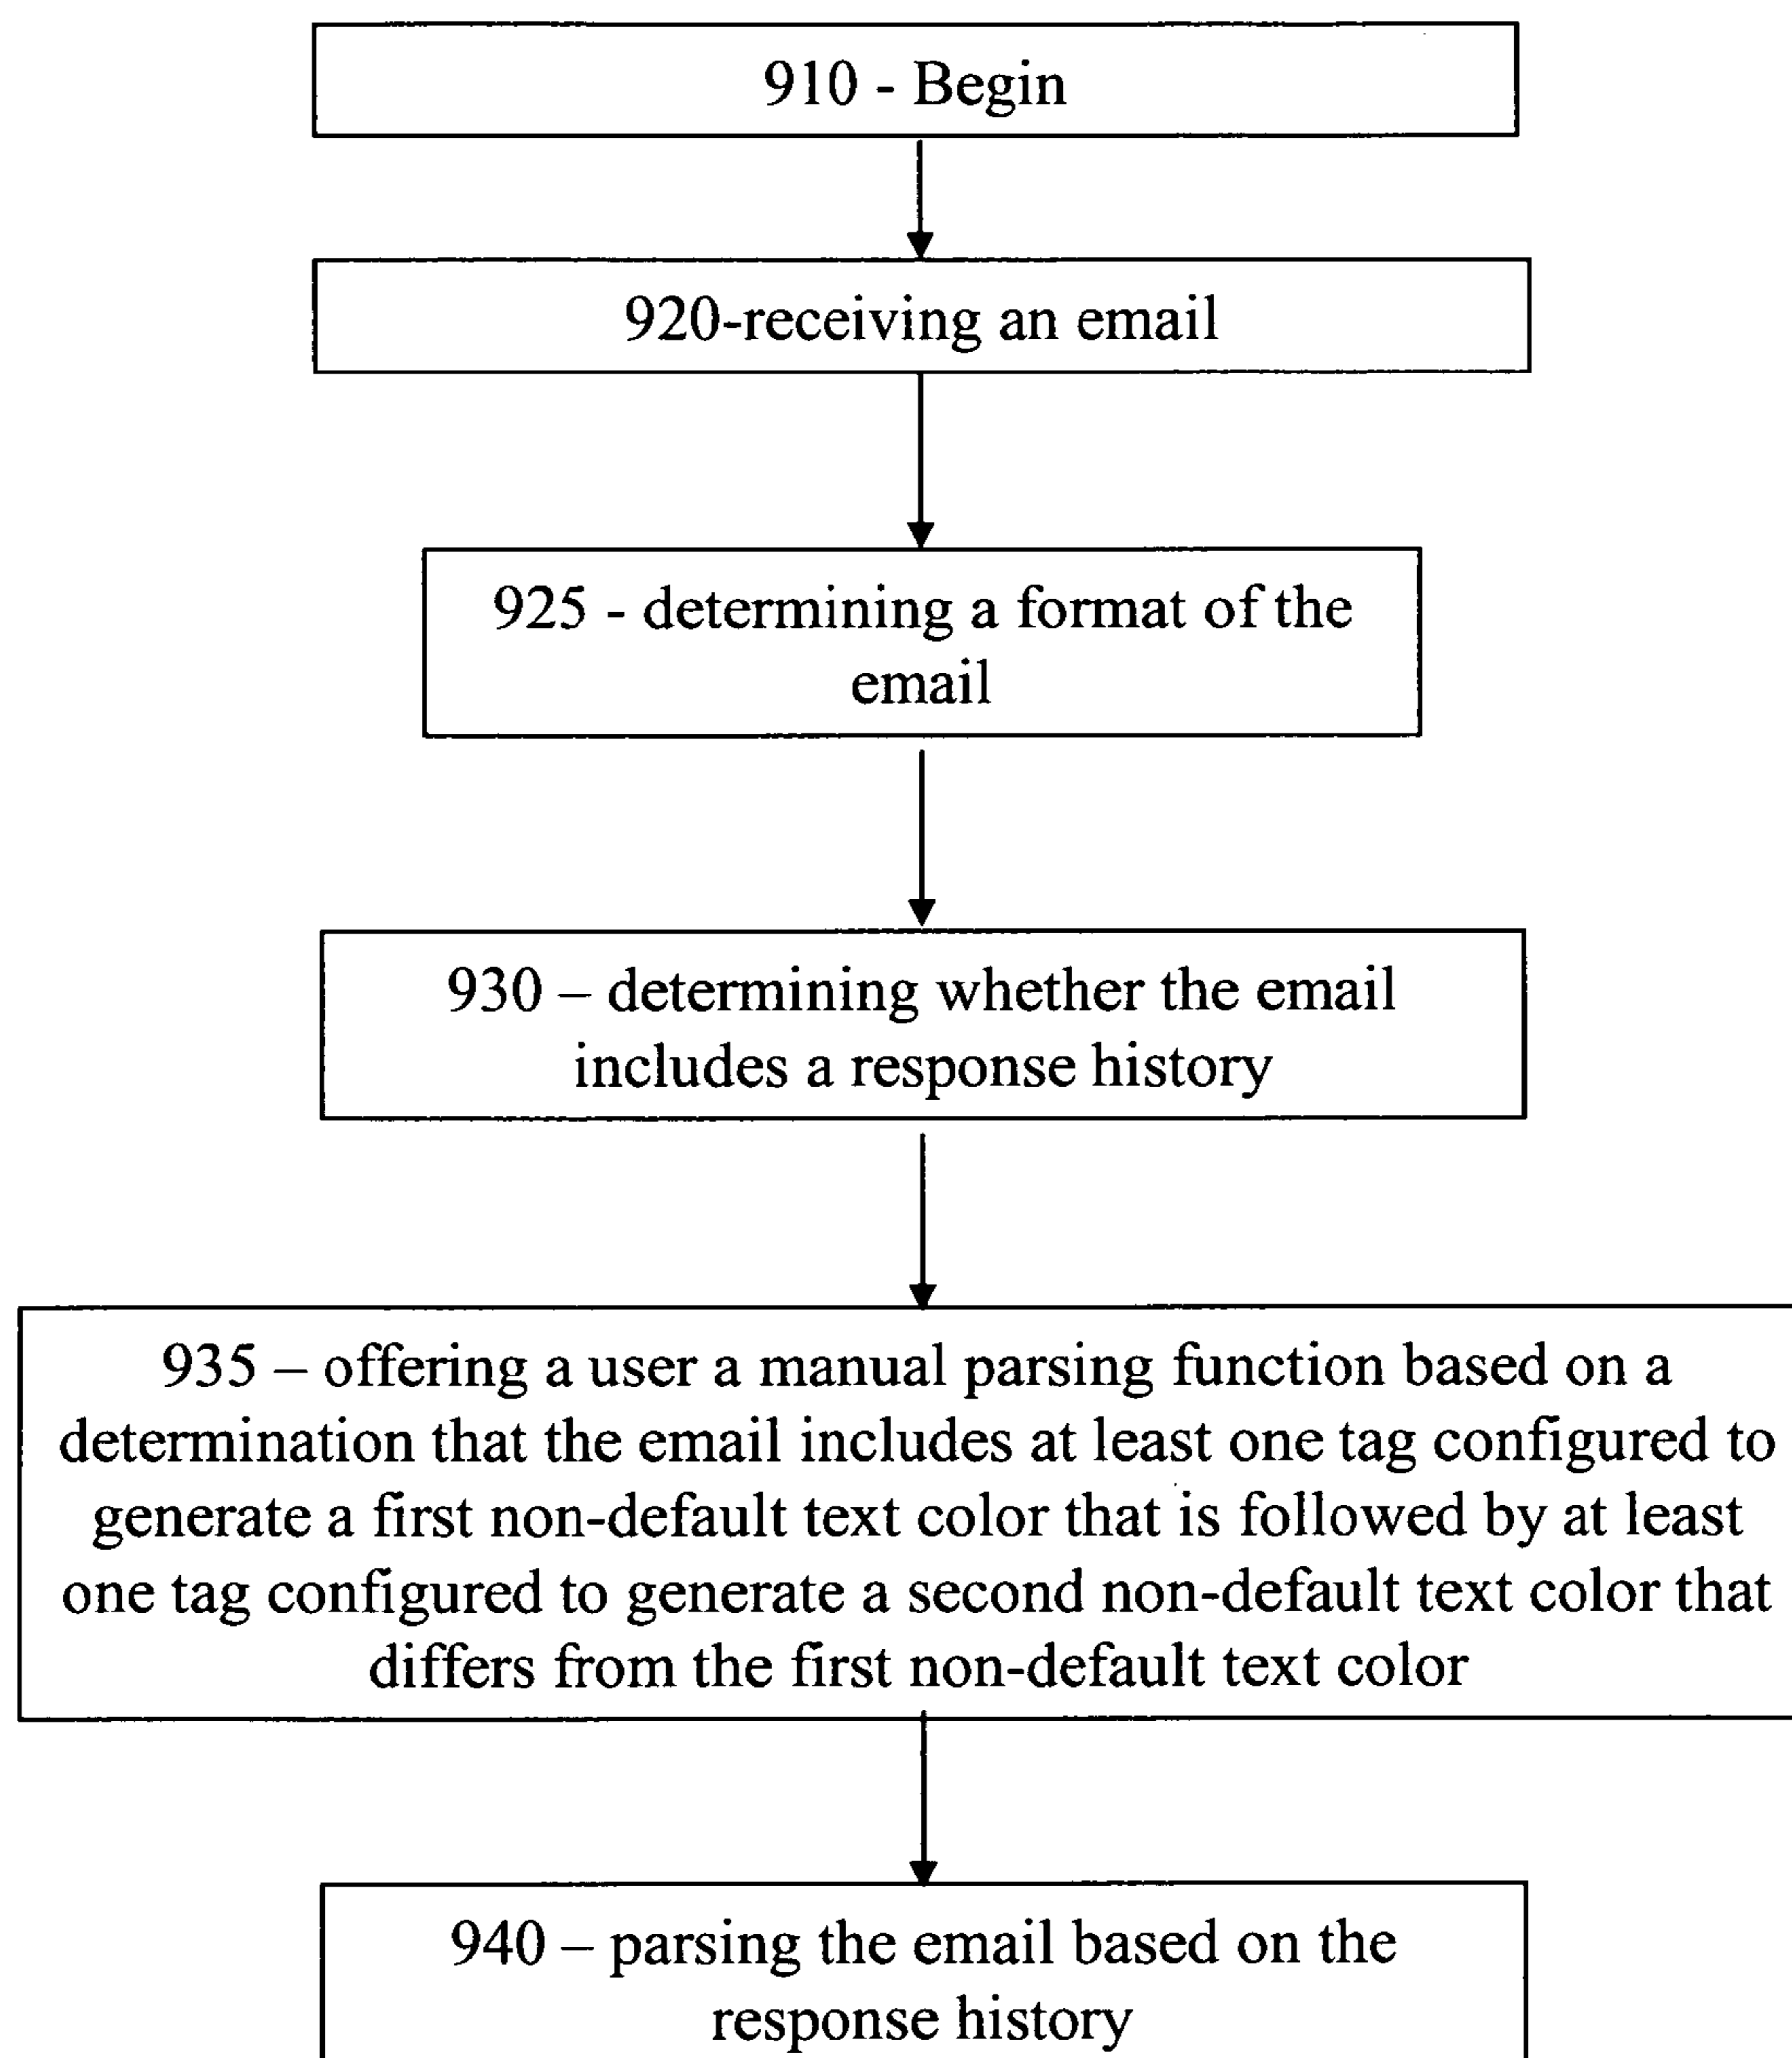 910 - Begin
920-receiving an email
925 - determining a format of the
email
930 – determining whether the email
includes a response history
935 – offering a user a manual parsing function based on a
determination that the email includes at least one tag configured to
generate a first non-default text color that is followed by at least
one tag configured to generate a second non-default text color that
differs from the first non-default text color
940 – parsing the email based on the
response history